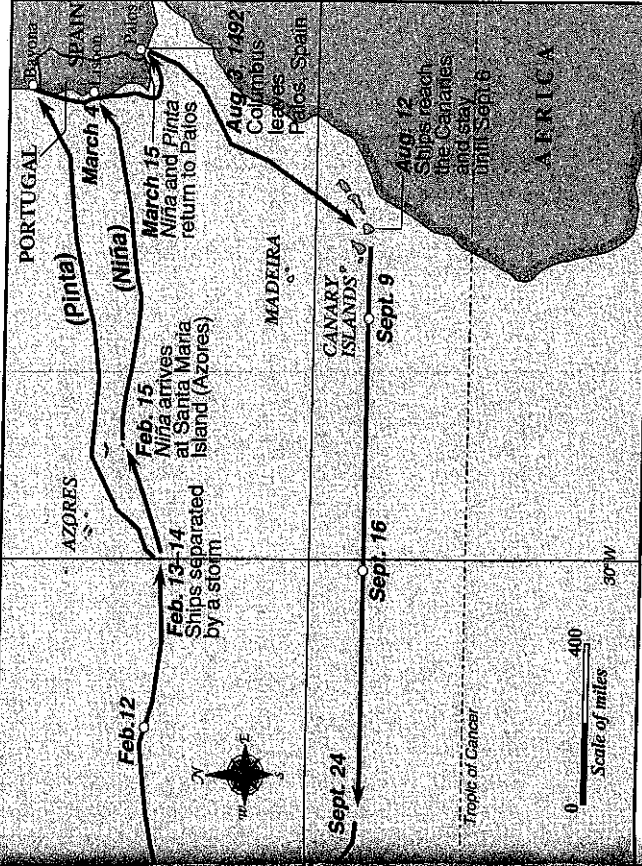 Bayona
SPAIN
Lisbon
Palos
PORTUGAL
(Pinta)
March 4
(Niña)
March 15
Niña and Pinta
return to Palos
Aug. 3, 1492
Columbus
leaves
Palos, Spain
AZORES
Feb. 15
Niña arrives
at Santa Maria
Island (Azores)
Feb. 13–14
Ships separated
by a storm
Feb.12
MADEIRA
CANARY
ISLANDS
Aug. 12
Ships reach
the Canaries
and stay
until Sept. 6
AFRICA
Sept. 9
Sept. 16
Sept. 24
N
E
S
W
Tropic of Cancer
30°W
0
400
Scale of miles